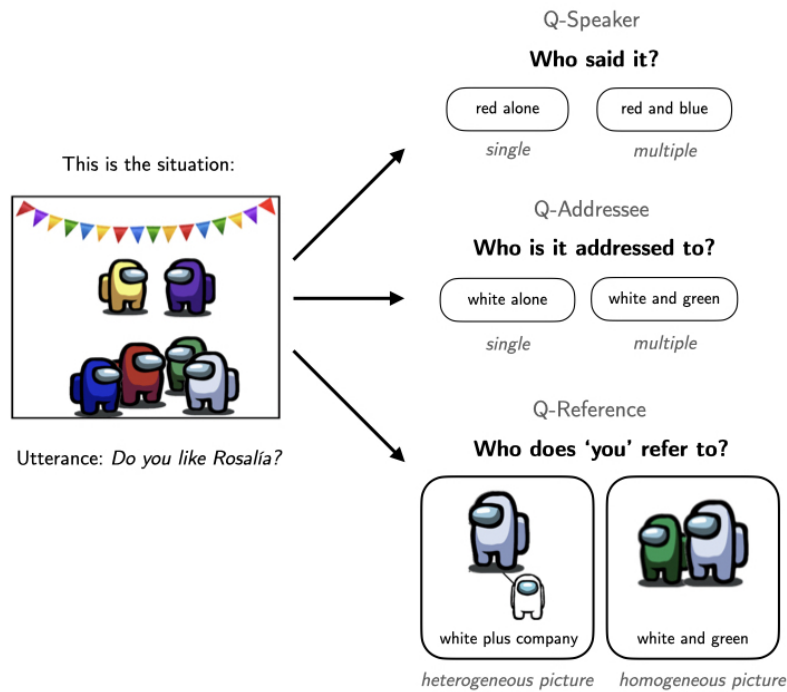 Q-Speaker
Who said it?
red alone
red and blue
single
multiple
This is the situation:
Q-Addressee
Who is it addressed to?
white alone
white and green
single
multiple
Utterance: Do you like Rosalía?
Q-Reference
Who does ‘you’ refer to?
white plus company
white and green
heterogeneous picture
homogeneous picture